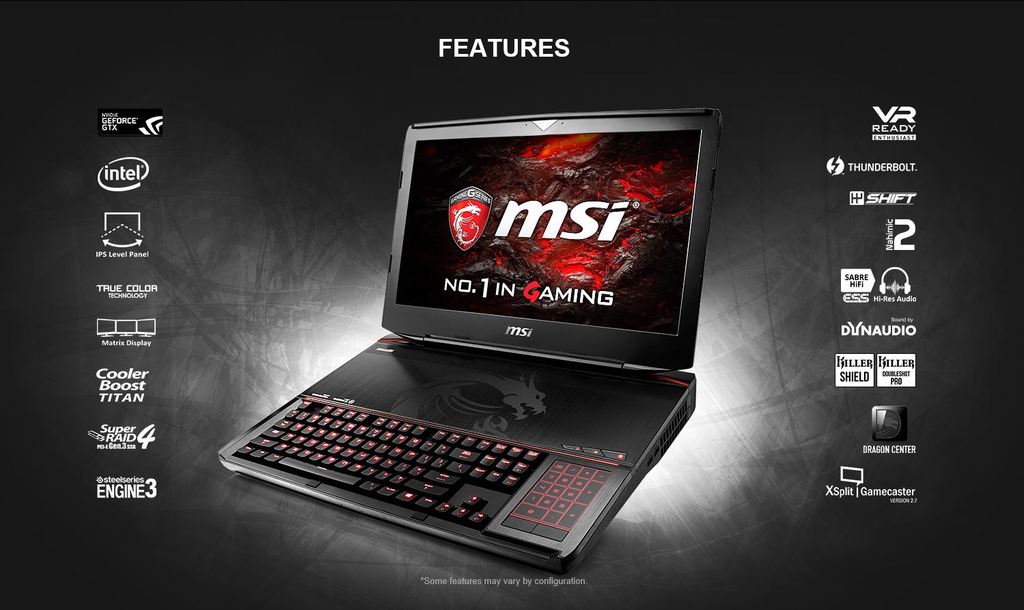 FEATURES
NVIDIA
GEFORCE
GTX
intel
IPS Level Panel
TRUE COLOR
TECHNOLOGY
Matrix Display
Cooler
Boost
TITAN
Super
RAID 4
PCI-E Gen.3 SSD
steelseries
ENGINE3
GAMING G SERIES
msi
NO.1 IN GAMING
msi
VR
READY
ENTHUSIAST
THUNDERBOLT
SHIFT
Nahimic
2
SABRE
HiFi
ESS
Hi-Res Audio
Sound by
DYNAUDIO
KILLER
SHIELD
KILLER
DOUBLESHOT
PRO
DRAGON CENTER
XSplit | Gamecaster
VERSION 2.7
*Some features may vary by configuration.